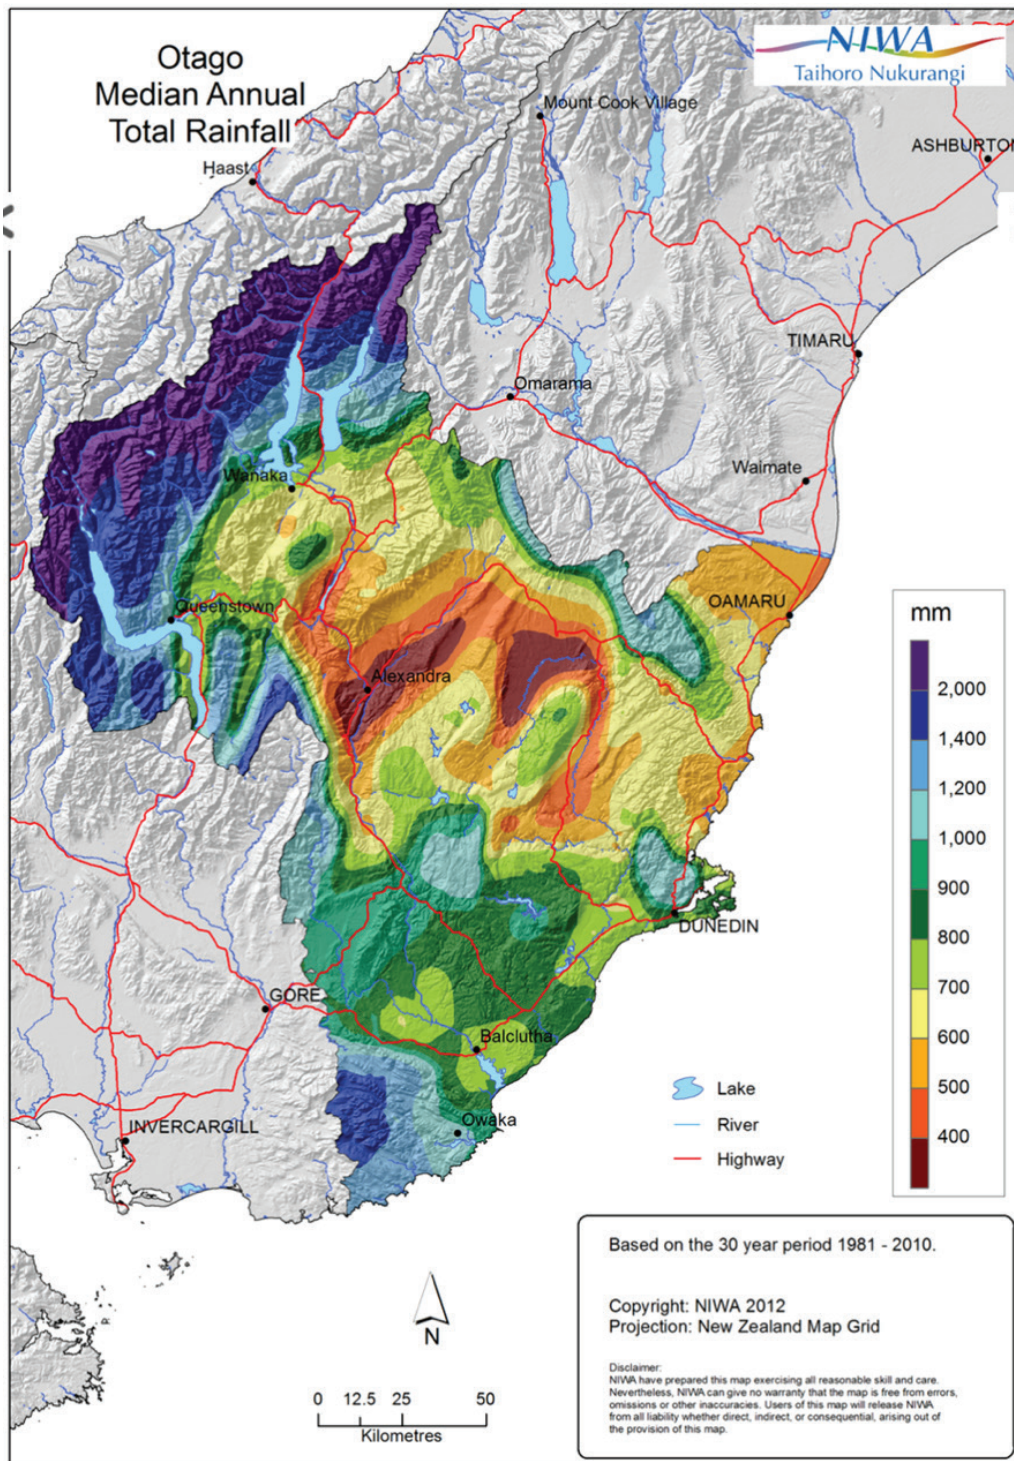 Otago
Median Annual
Total Rainfall
NIWA
Taihoro Nukurangi
Mount Cook Village
ASHBURTON
Haast
TIMARU
Omarama
Waimate
Wanaka
Queenstown
OAMARU
Alexandra
DUNEDIN
GORE
Balclutha
Owaka
INVERCARGILL
mm
2,000
1,400
1,200
1,000
900
800
700
600
500
400
Lake
River
Highway
N
0 12.5 25 50
Kilometres
Based on the 30 year period 1981 - 2010.
Copyright: NIWA 2012
Projection: New Zealand Map Grid
Disclaimer:
NIWA have prepared this map exercising all reasonable skill and care.
Nevertheless, NIWA can give no warranty that the map is free from errors,
omissions or other inaccuracies. Users of this map will release NIWA
from all liability whether direct, indirect, or consequential, arising out of
the provision of this map.